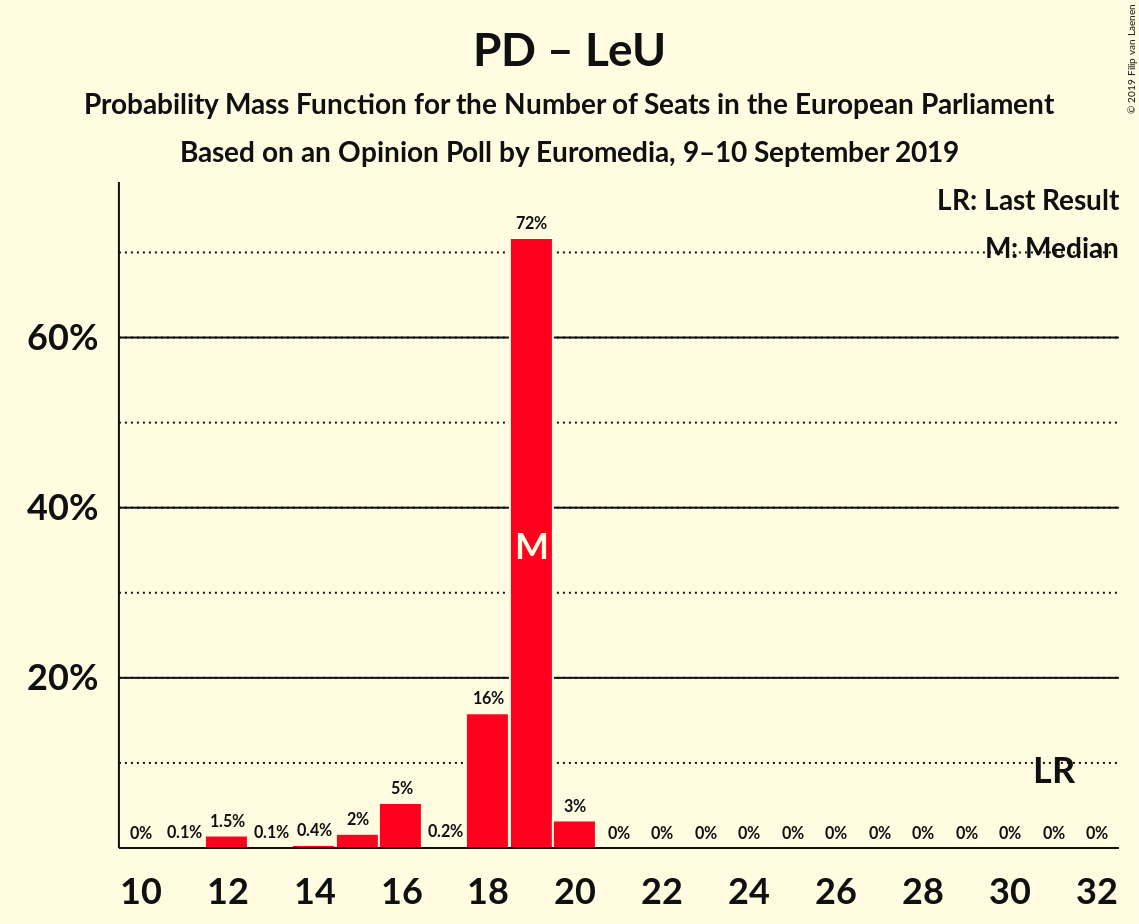 PD – LeU
Probability Mass Function for the Number of Seats in the European Parliament
Based on an Opinion Poll by Euromedia, 9–10 September 2019
© 2019 Filip van Laenen
LR: Last Result
M: Median
72%
60%
40%
M
20%
16%
LR
5%
3%
2%
1.5%
0% 0.1% 0.1% 0.4% 0.2% 0% 0% 0% 0% 0% 0% 0% 0% 0% 0% 0% 0%
10 12 14 16 18 20 22 24 26 28 30 32